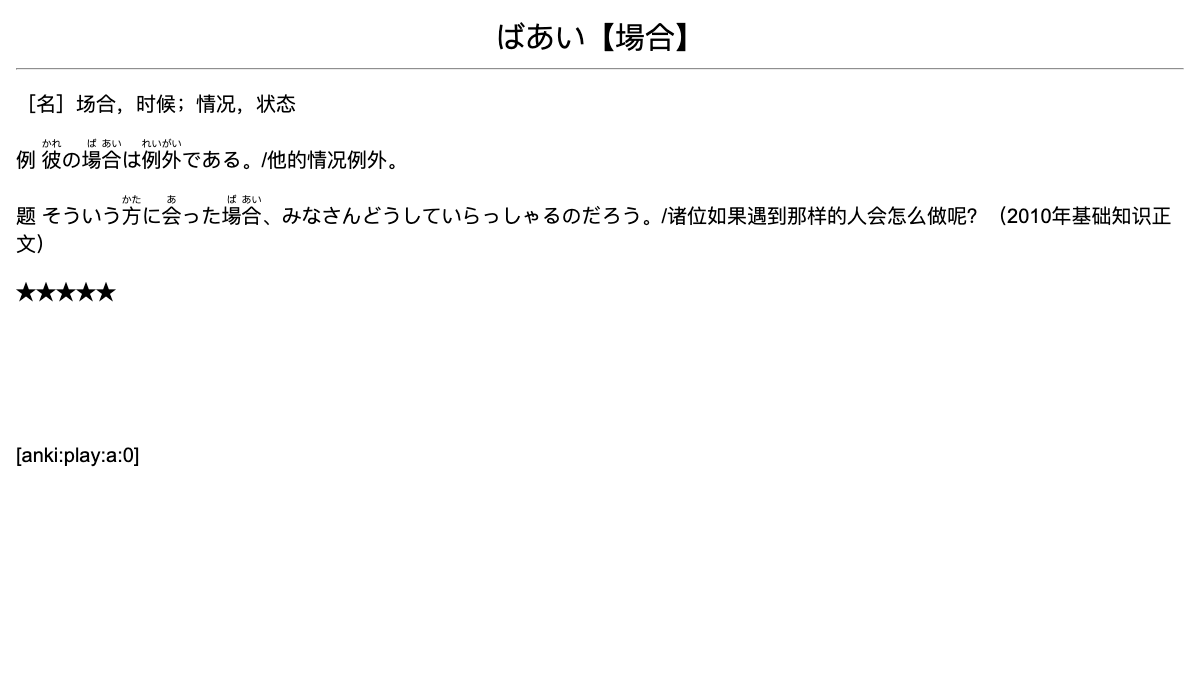 ばあい【場合】
［名］场合，时候；情况，状态
かれ ば あい れいがい
例 彼の場合は例外である。/他的情况例外。
かた あ ば あい
题 そういう方に会った場合、みなさんどうしていらっしゃるのだろう。/诸位如果遇到那样的人会怎么做呢？（2010年基础知识正
文）
★★★★★
[anki:play:a:0]